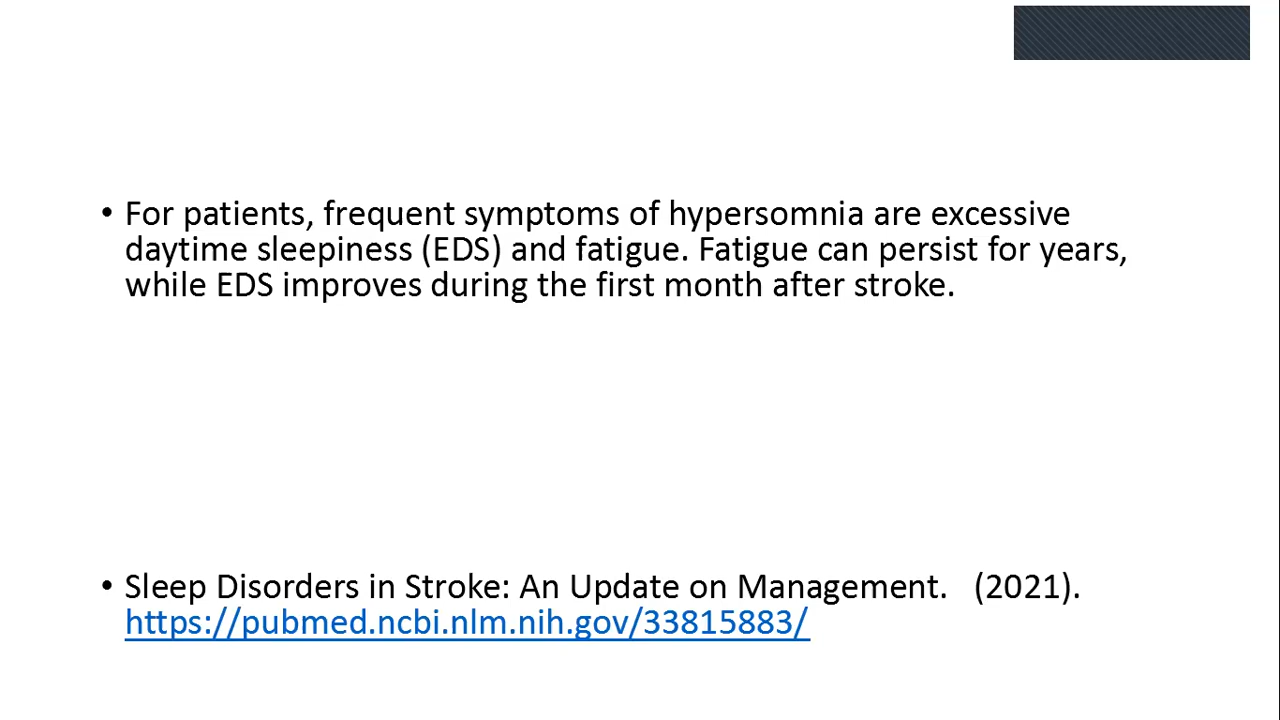 • For patients, frequent symptoms of hypersomnia are excessive
daytime sleepiness (EDS) and fatigue. Fatigue can persist for years,
while EDS improves during the first month after stroke.
• Sleep Disorders in Stroke: An Update on Management.   (2021).
https://pubmed.ncbi.nlm.nih.gov/33815883/